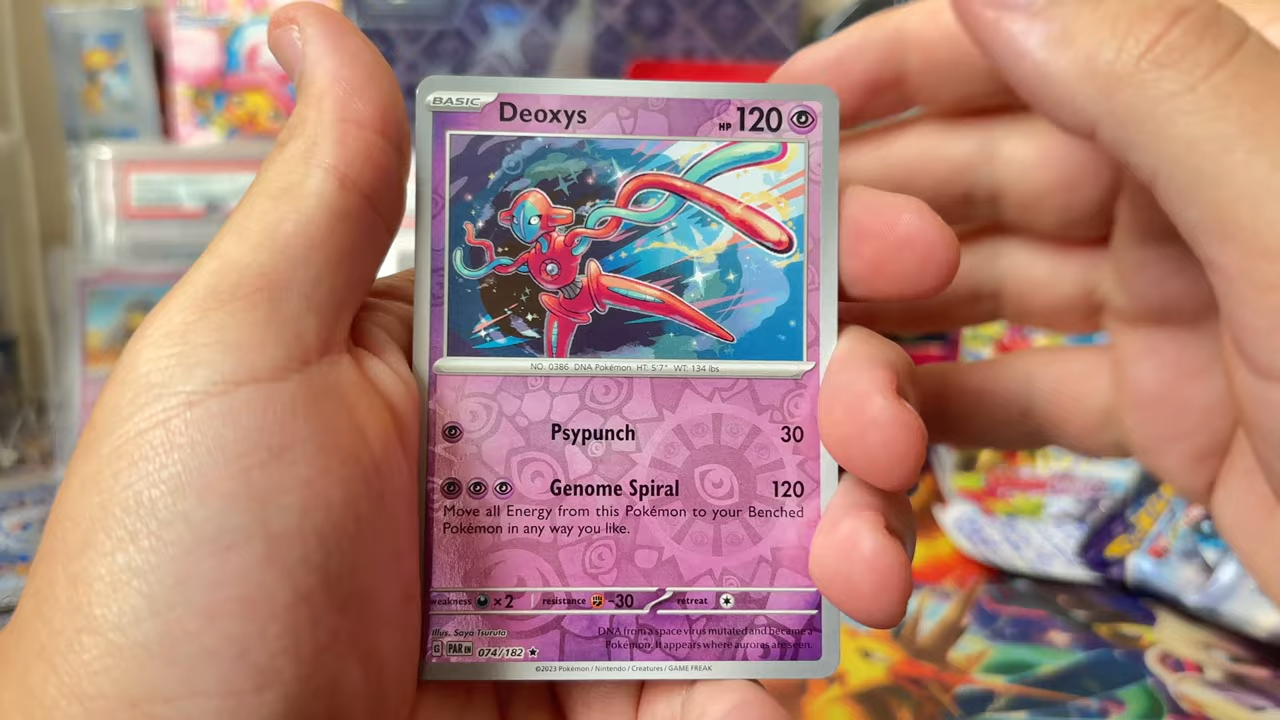 BASIC
Deoxys
HP 120
NO. 0386 DNA Pokémon HT: 5'7" WT: 134 lbs
Psypunch 30
Genome Spiral 120
Move all Energy from this Pokémon to your Benched
Pokémon in any way you like.
weakness ×2 resistance -30 retreat
Illus. Saya Tsuruta
DNA from a space virus mutated and became a
Pokémon. It appears where auroras are seen.
G PAR EN 074/182
©2023 Pokémon / Nintendo / Creatures / GAME FREAK